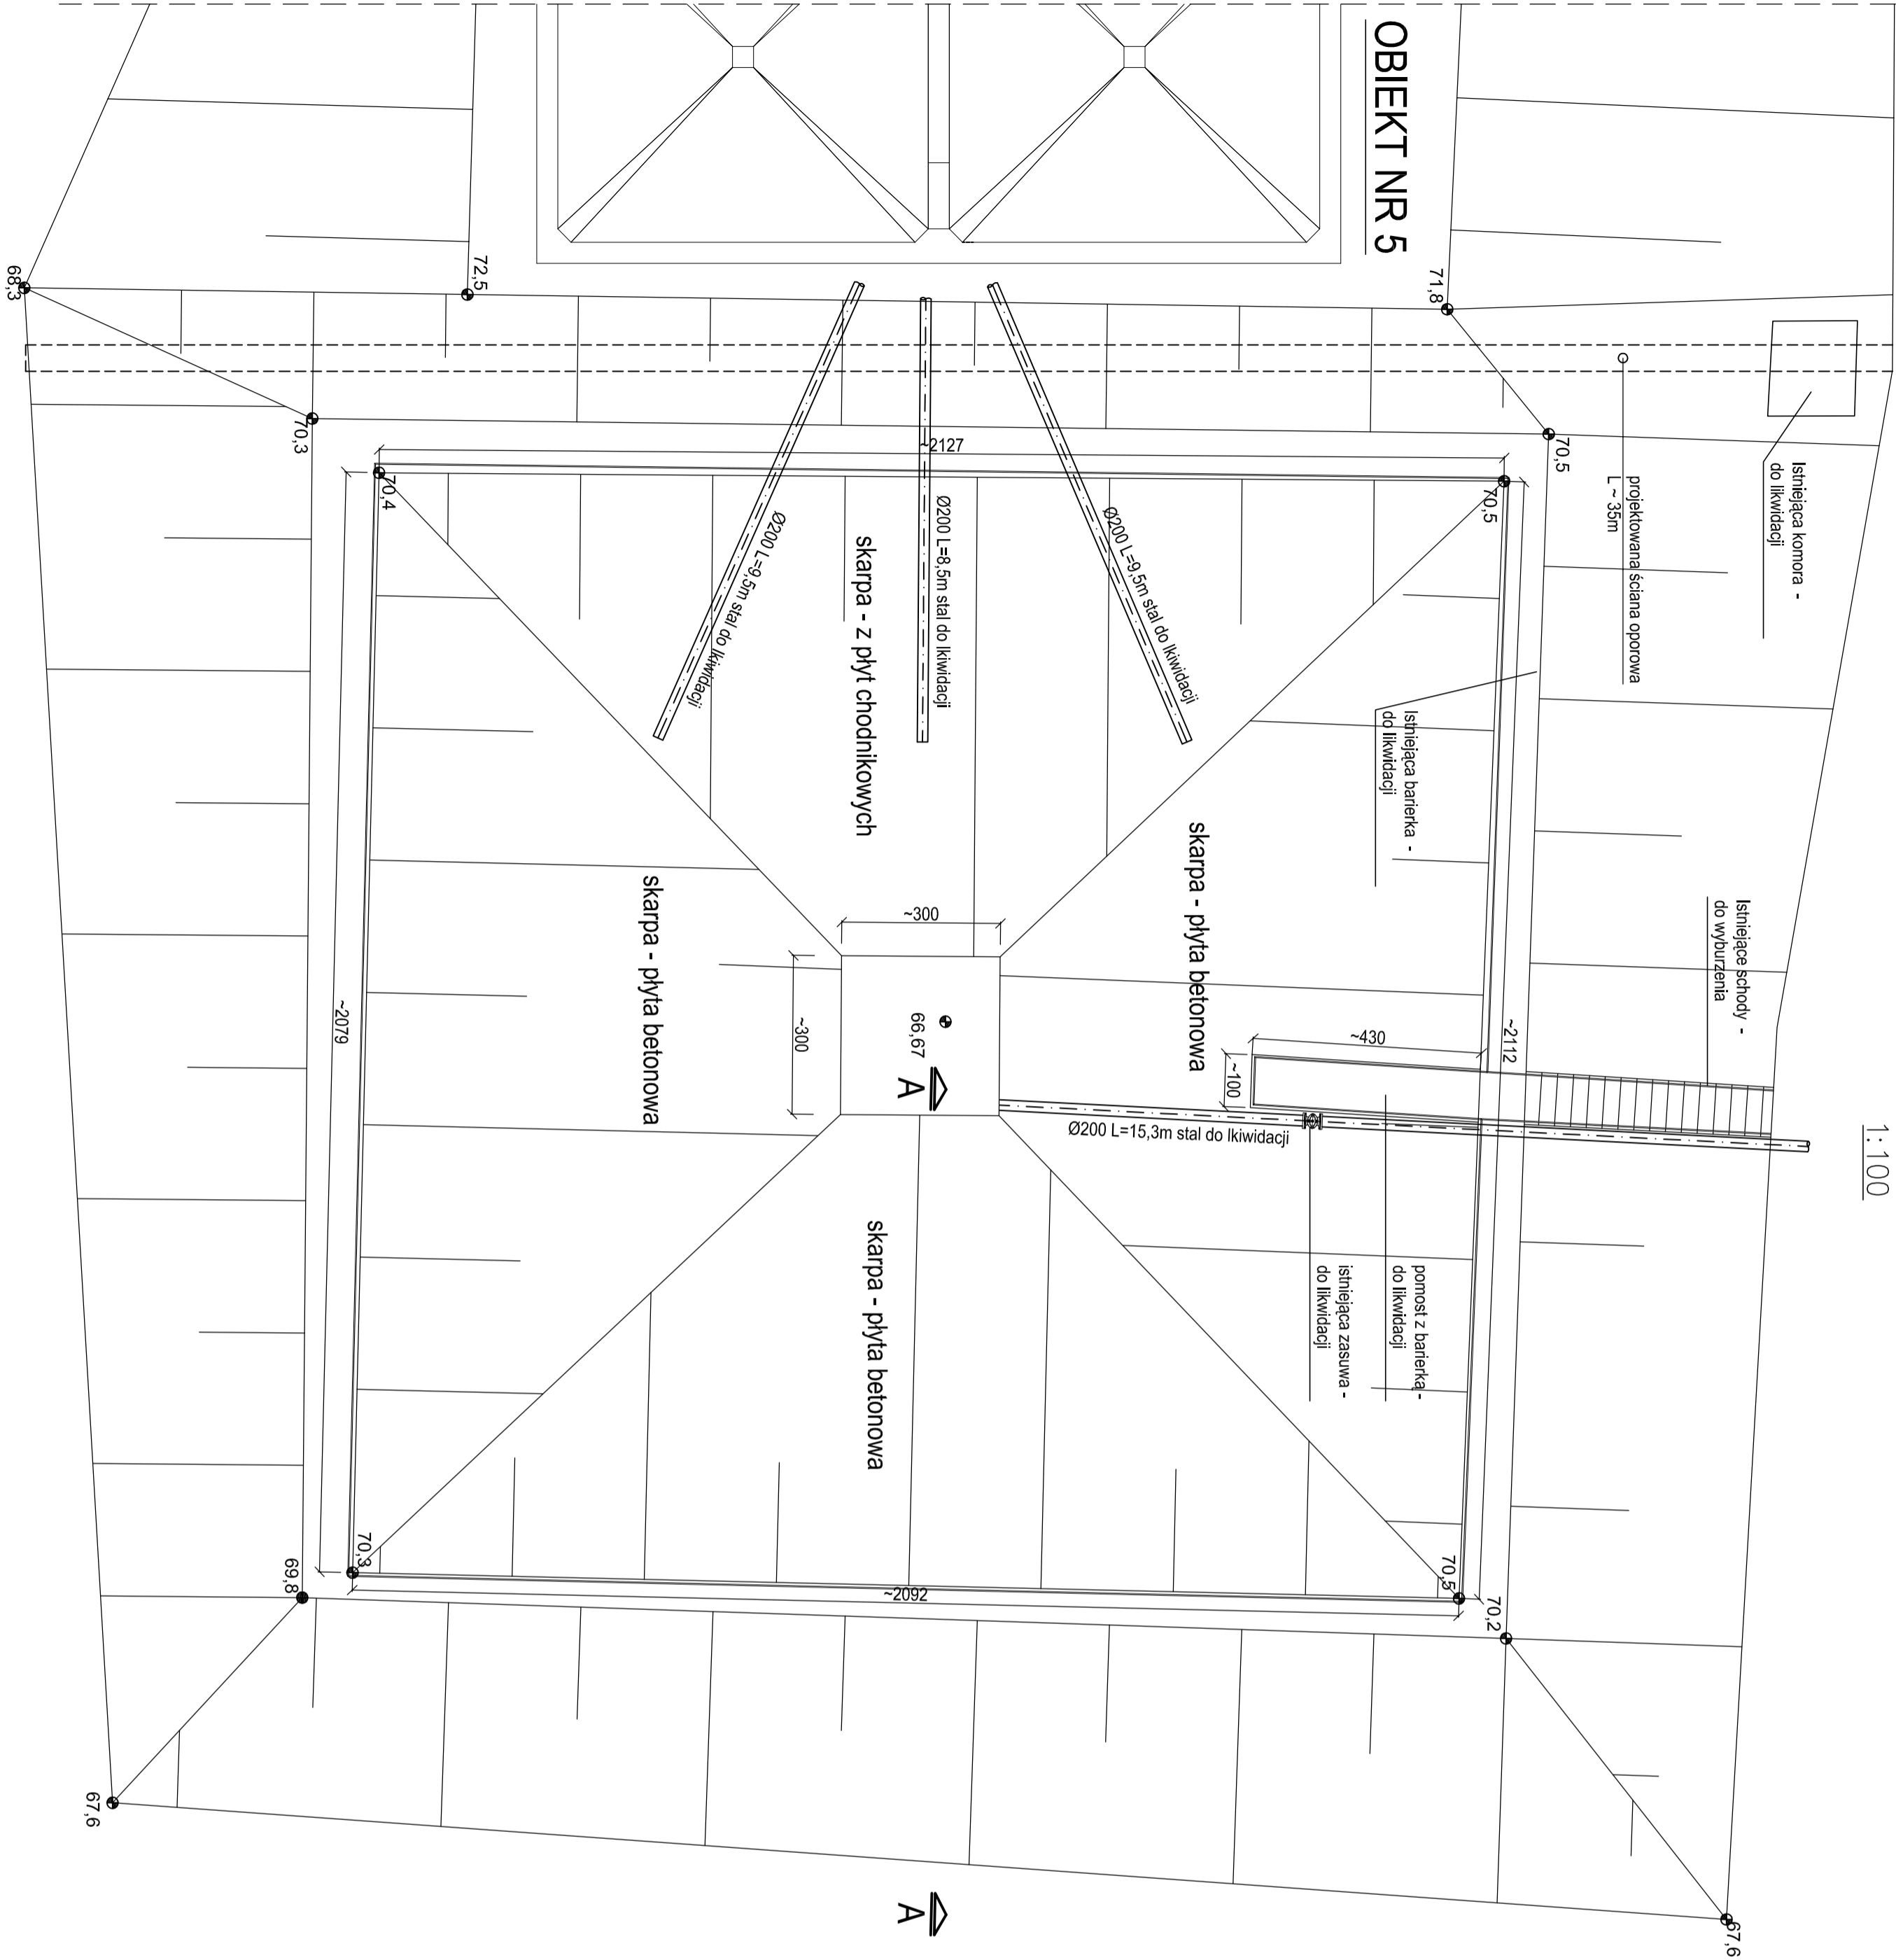 1:100
OBIEKT NR 5
Istniejąca komora -
do likwidacji
projektowana ściana oporowa
L ~ 35m
Istniejąca barierka -
do likwidacji
Istniejące schody -
do wyburzenia
pomost z barierką -
do likwidacji
istniejąca zasuwa -
do likwidacji
71,8
70,5
70,5
72,5
68,3
70,3
70,4
~2127
Ø200 L=9,5m stal do lkiwidacji
Ø200 L=8,5m stal do lkiwidacji
Ø200 L=9,5m stal do lkiwidacji
skarpa - z płyt chodnikowych
skarpa - płyta betonowa
skarpa - płyta betonowa
skarpa - płyta betonowa
~300
~300
66,67
A
~430
~100
~2112
~2079
Ø200 L=15,3m stal do lkiwidacji
70,3
69,8
~2092
70,5
70,2
67,6
67,6
A